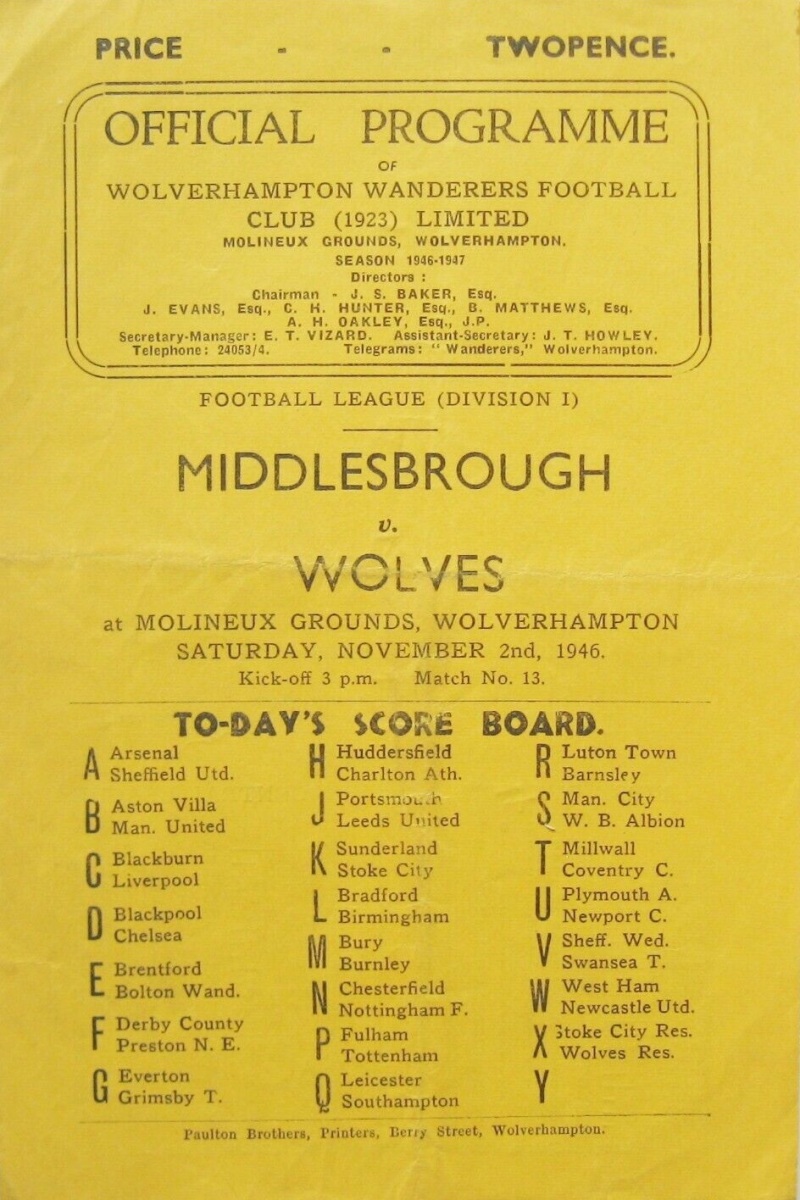 PRICE - - TWOPENCE.
OFFICIAL PROGRAMME
OF
WOLVERHAMPTON WANDERERS FOOTBALL
CLUB (1923) LIMITED
MOLINEUX GROUNDS, WOLVERHAMPTON.
SEASON 1946-1947
Directors :
Chairman - J. S. BAKER, Esq.
J. EVANS, Esq., C. H. HUNTER, Esq., B. MATTHEWS, Esq.
A. H. OAKLEY, Esq., J.P.
Secretary-Manager: E. T. VIZARD. Assistant-Secretary: J. T. HOWLEY.
Telephone: 24053/4. Telegrams: "Wanderers," Wolverhampton.
FOOTBALL LEAGUE (DIVISION I)
MIDDLESBROUGH
v.
WOLVES
at MOLINEUX GROUNDS, WOLVERHAMPTON
SATURDAY, NOVEMBER 2nd, 1946.
Kick-off 3 p.m. Match No. 13.
TO-DAY'S SCORE BOARD.
A Arsenal
Sheffield Utd.
B Aston Villa
Man. United
C Blackburn
Liverpool
D Blackpool
Chelsea
E Brentford
Bolton Wand.
F Derby County
Preston N. E.
G Everton
Grimsby T.
H Huddersfield
Charlton Ath.
J Portsmouth
Leeds United
K Sunderland
Stoke City
L Bradford
Birmingham
M Bury
Burnley
N Chesterfield
Nottingham F.
P Fulham
Tottenham
Q Leicester
Southampton
R Luton Town
Barnsley
S Man. City
W. B. Albion
T Millwall
Coventry C.
U Plymouth A.
Newport C.
V Sheff. Wed.
Swansea T.
W West Ham
Newcastle Utd.
X Stoke City Res.
Wolves Res.
Y
Paulton Brothers, Printers, Berry Street, Wolverhampton.